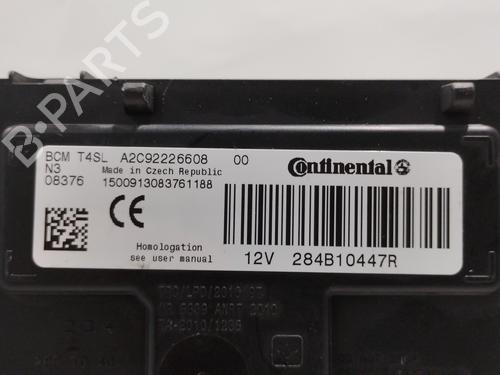 B-PARTS
BCM T4SL A2C92226608 00
N3 Made in Czech Republic
08376 1500913083761188
Continental
CE
Homologation
see user manual
12V 284B10447R